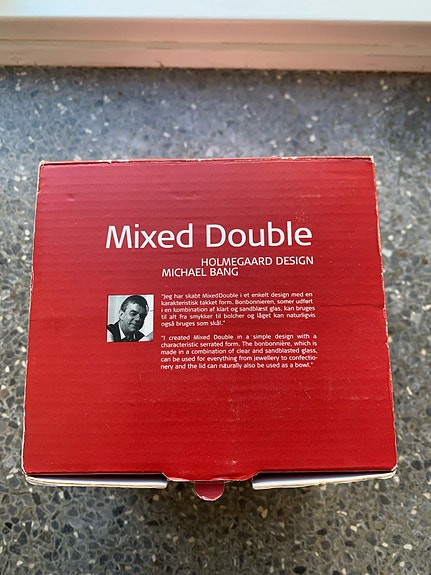 Mixed Double
HOLMEGAARD DESIGN
MICHAEL BANG
"Jeg har skabt MixedDouble i et enkelt design med en
karakteristisk takket form. Bonbonnieren, somer udført
i en kombination af klart og sandblæst glas, kan bruges
til alt fra smykker til bolcher og låget kan naturligvis
også bruges som skål."
"I created Mixed Double in a simple design with a
characteristic serrated form. The bonbonnière, which is
made in a combination of clear and sandblasted glass,
can be used for everything from jewellery to confectio-
nery and the lid can naturally also be used as a bowl."